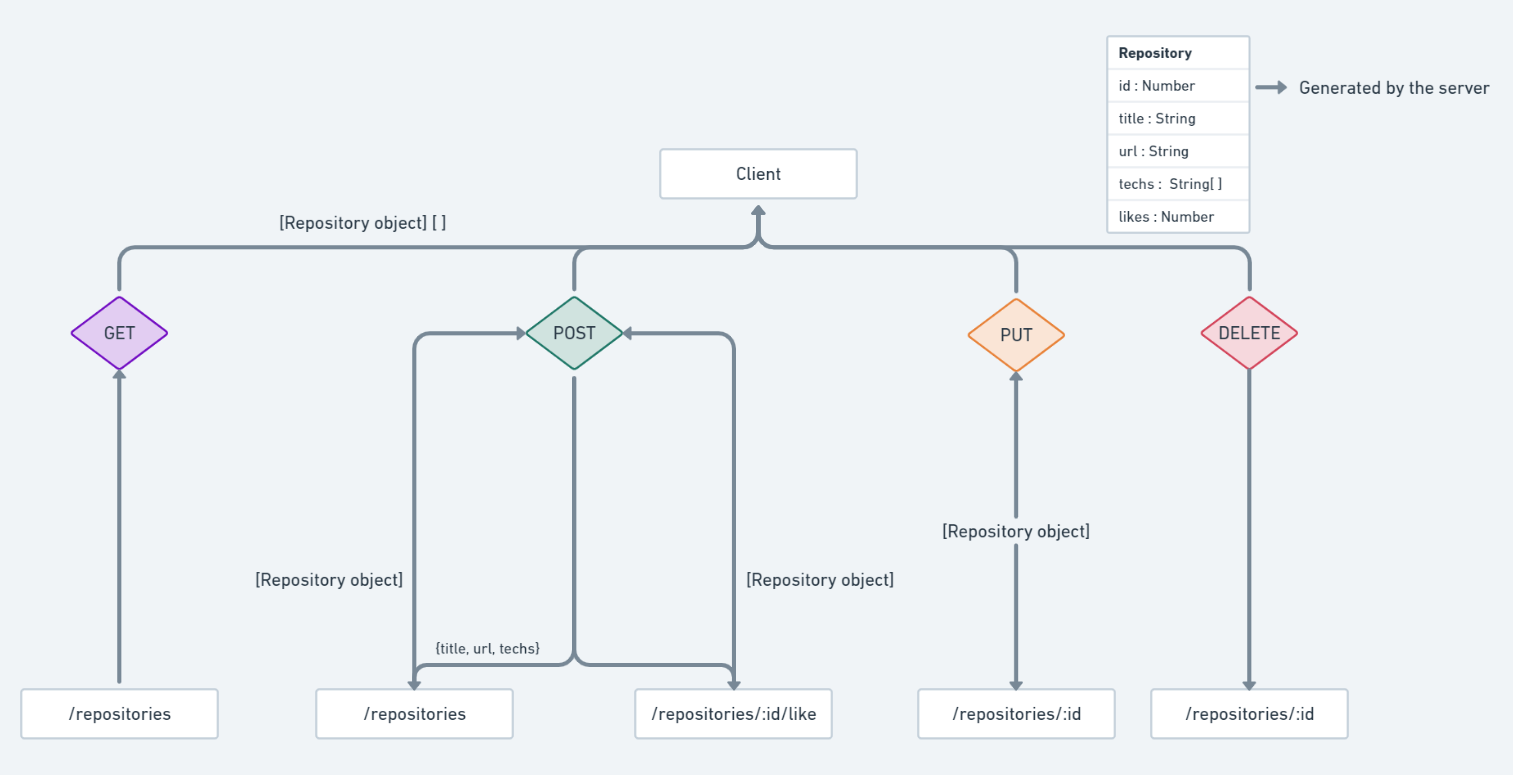 Repository
id : Number
Generated by the server
title : String
url : String
techs :  String[ ]
likes : Number
Client
[Repository object] [ ]
GET
POST
PUT
DELETE
[Repository object]
[Repository object]
[Repository object]
{title, url, techs}
/repositories
/repositories
/repositories/:id/like
/repositories/:id
/repositories/:id